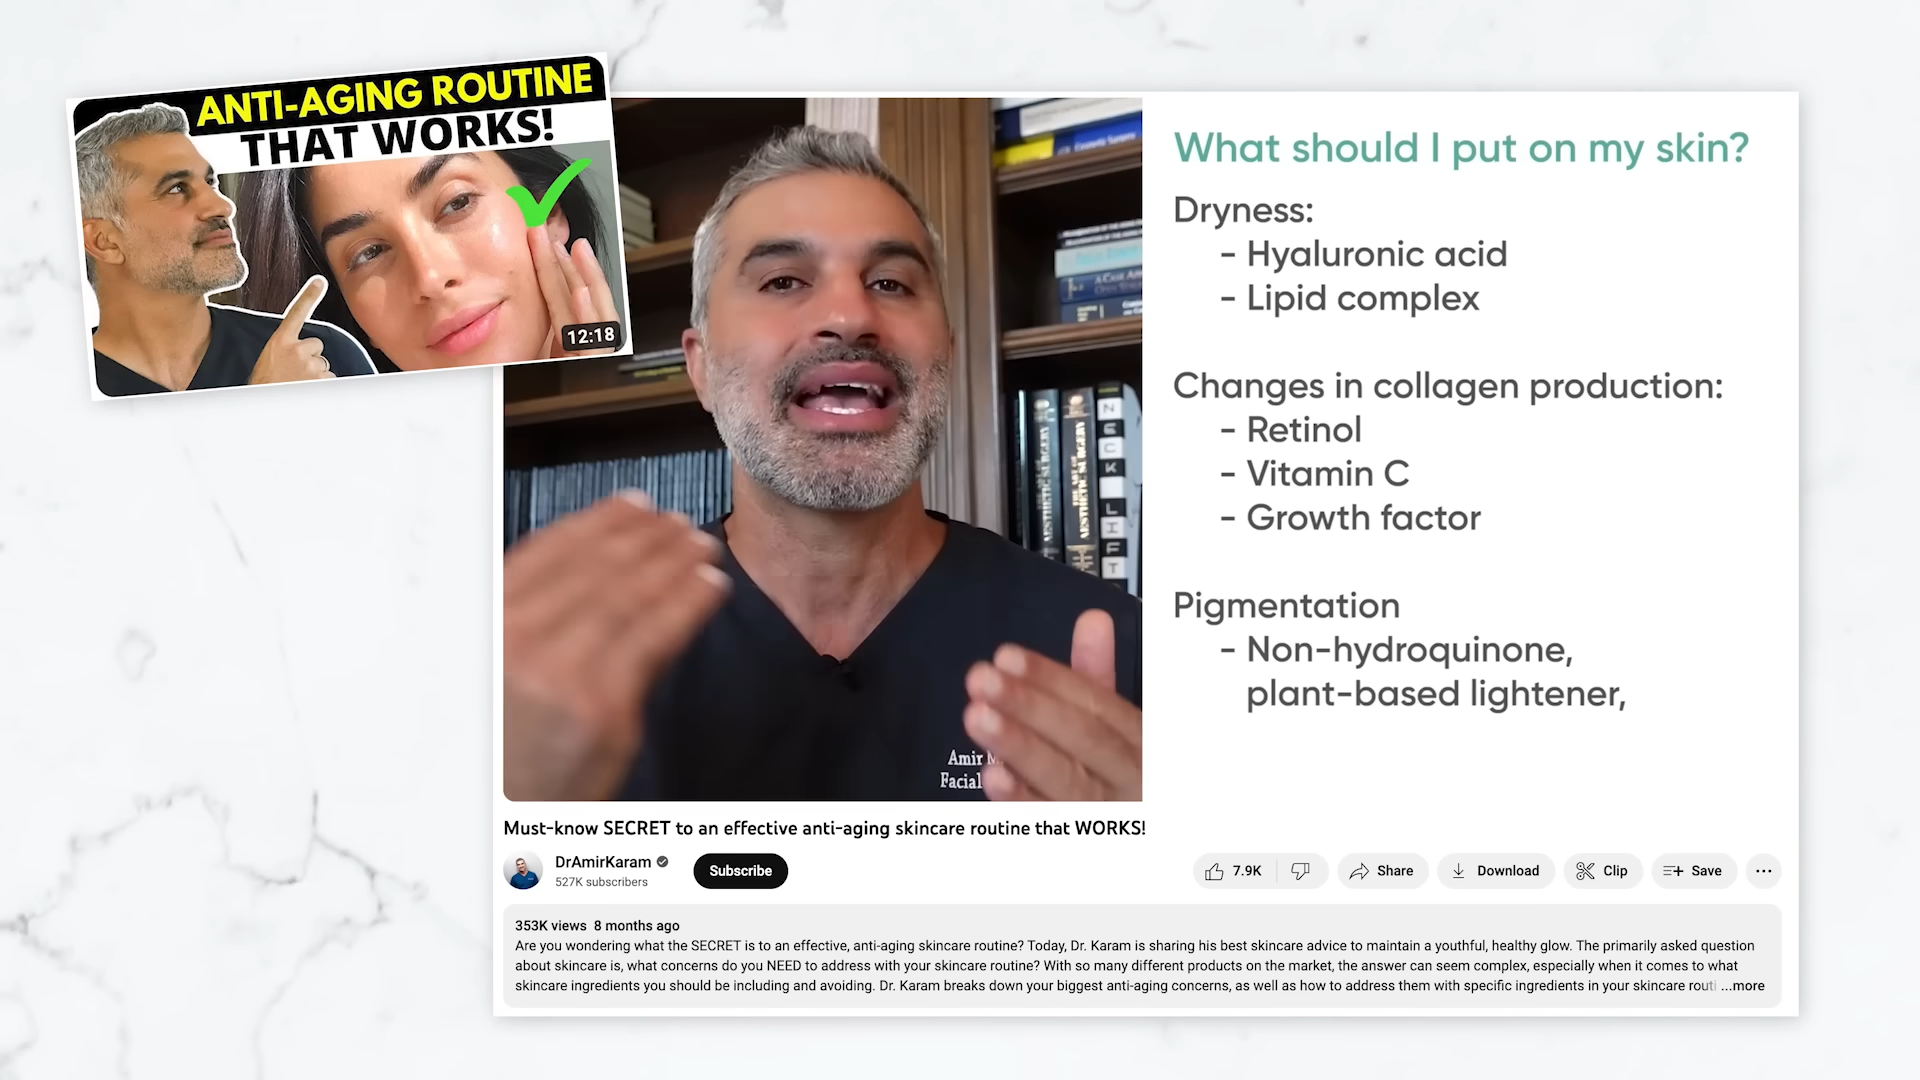 ANTI-AGING ROUTINE
THAT WORKS!
12:18
What should I put on my skin?
Dryness:
- Hyaluronic acid
- Lipid complex
Changes in collagen production:
- Retinol
- Vitamin C
- Growth factor
Pigmentation
- Non-hydroquinone,
plant-based lightener,
AESTHETIC SURGERY
AESTHETIC SURGERY
NECK LIFT
Amir M
Facial
Must-know SECRET to an effective anti-aging skincare routine that WORKS!
DrAmirKaram
527K subscribers
Subscribe
7.9K
Share
Download
Clip
Save
353K views 8 months ago
Are you wondering what the SECRET is to an effective, anti-aging skincare routine? Today, Dr. Karam is sharing his best skincare advice to maintain a youthful, healthy glow. The primarily asked question
about skincare is, what concerns do you NEED to address with your skincare routine? With so many different products on the market, the answer can seem complex, especially when it comes to what
skincare ingredients you should be including and avoiding. Dr. Karam breaks down your biggest anti-aging concerns, as well as how to address them with specific ingredients in your skincare routi ...more